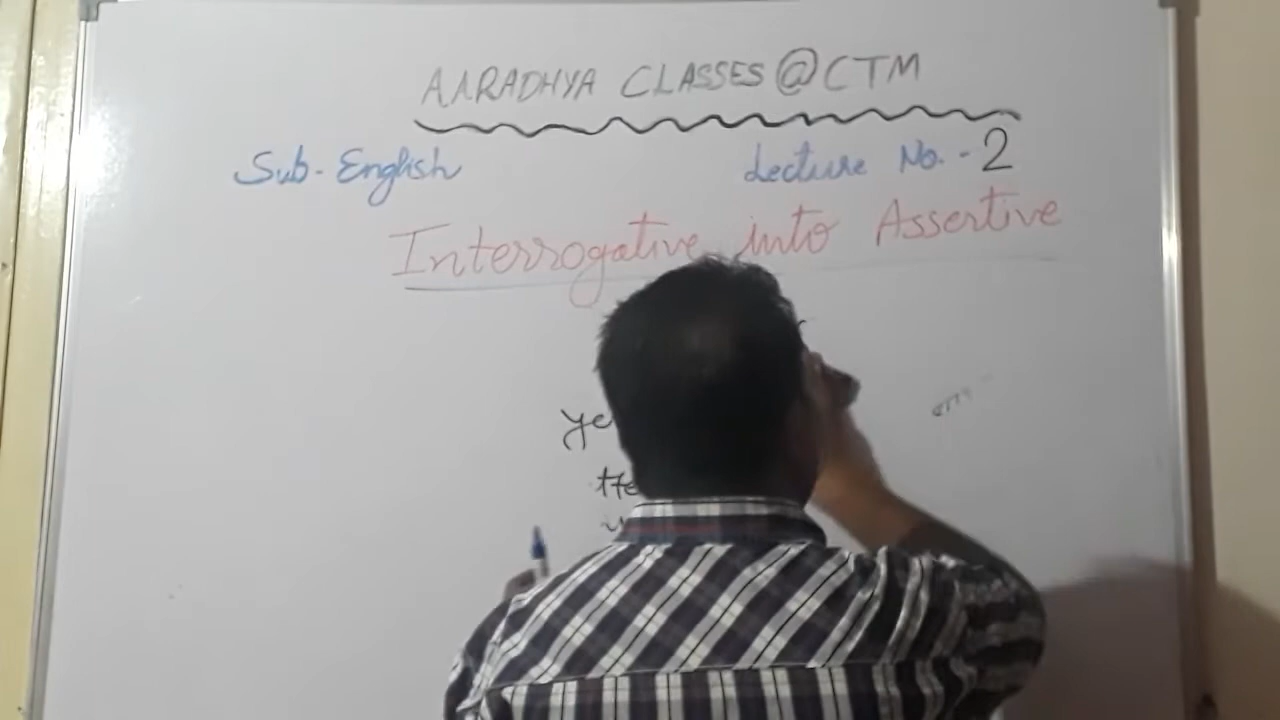 AARADHYA CLASSES @ CTM
Sub. English
Lecture No. - 2
Interrogative into Assertive